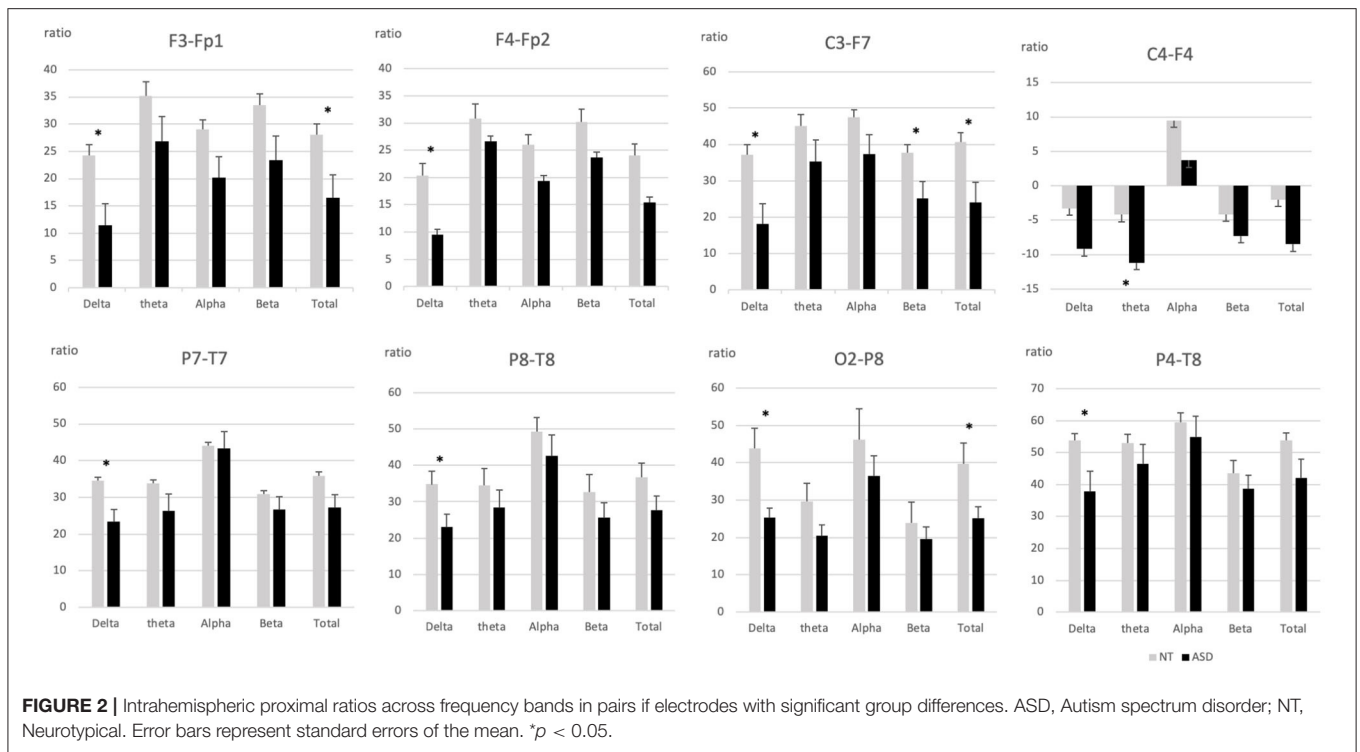 ratio
F3-Fp1
40
35
30
25
20
15
10
5
0
*
*
Delta theta Alpha Beta Total
ratio
F4-Fp2
40
35
30
25
20
15
10
5
0
*
Delta theta Alpha Beta Total
ratio
C3-F7
60
50
40
30
20
10
0
*
*
*
Delta theta Alpha Beta Total
ratio
C4-F4
15
10
5
0
-5
-10
-15
*
Delta theta Alpha Beta Total
ratio
P7-T7
60
50
40
30
20
10
0
*
Delta theta Alpha Beta Total
ratio
P8-T8
60
50
40
30
20
10
0
*
Delta theta Alpha Beta Total
ratio
O2-P8
60
50
40
30
20
10
0
*
*
Delta theta Alpha Beta Total
ratio
P4-T8
70
60
50
40
30
20
10
0
*
Delta theta Alpha Beta Total
NT ASD
FIGURE 2 | Intrahemispheric proximal ratios across frequency bands in pairs if electrodes with significant group differences. ASD, Autism spectrum disorder; NT,
Neurotypical. Error bars represent standard errors of the mean. *p < 0.05.